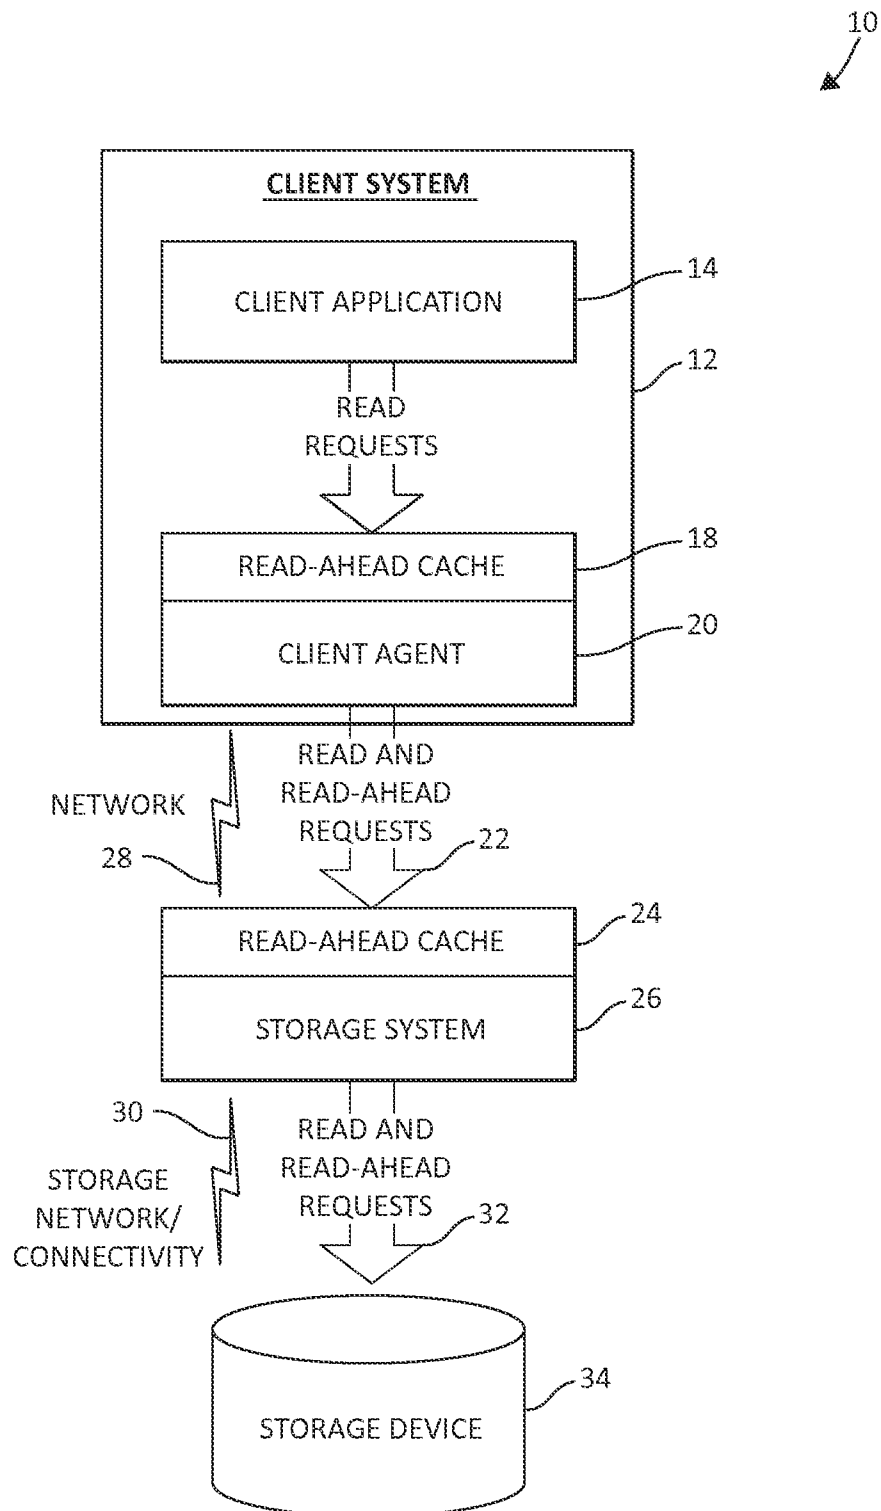 10
CLIENT SYSTEM
CLIENT APPLICATION
14
12
READ
REQUESTS
READ-AHEAD CACHE
18
CLIENT AGENT
20
READ AND
READ-AHEAD
REQUESTS
NETWORK
28
22
READ-AHEAD CACHE
24
STORAGE SYSTEM
26
30
READ AND
READ-AHEAD
REQUESTS
STORAGE
NETWORK/
CONNECTIVITY
32
STORAGE DEVICE
34